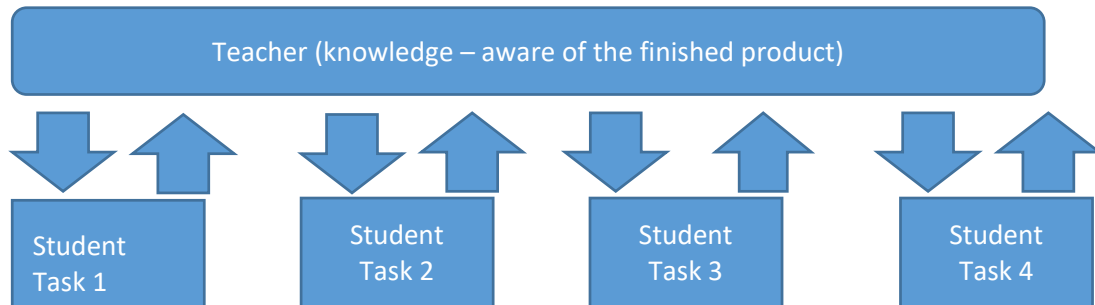 Teacher (knowledge – aware of the finished product)
Student
Task 1
Student
Task 2
Student
Task 3
Student
Task 4